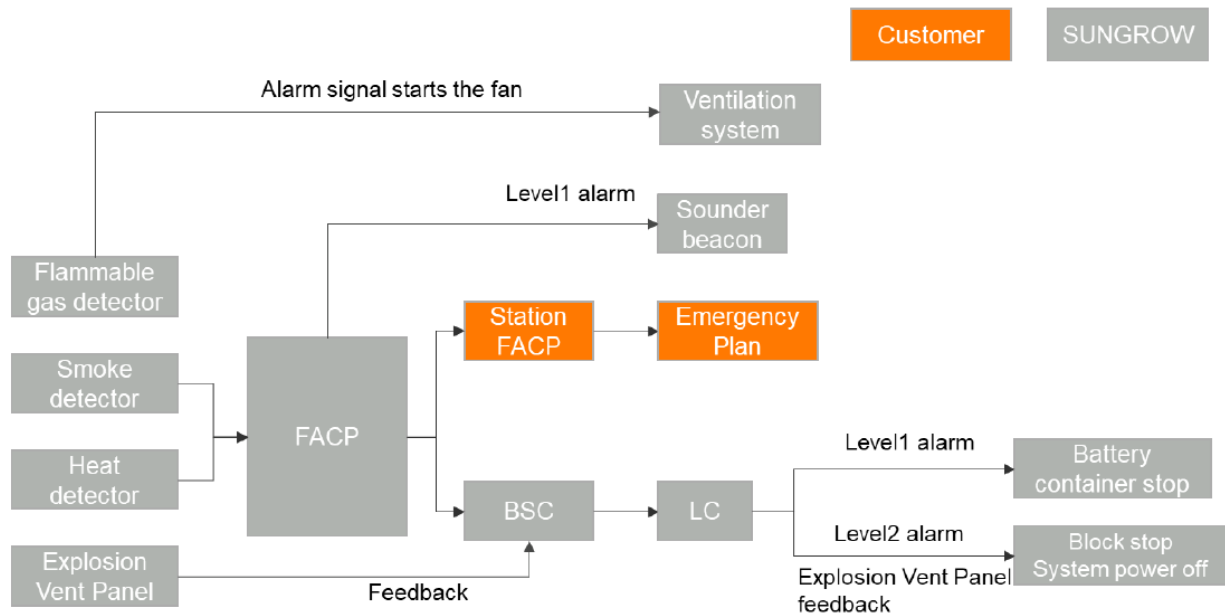 Customer
SUNGROW
Alarm signal starts the fan
Ventilation
system
Level1 alarm
Sounder
beacon
Flammable
gas detector
Station
FACP
Emergency
Plan
Smoke
detector
FACP
Heat
detector
Level1 alarm
Battery
container stop
BSC
LC
Level2 alarm
Block stop
System power off
Explosion
Vent Panel
Feedback
Explosion Vent Panel
feedback